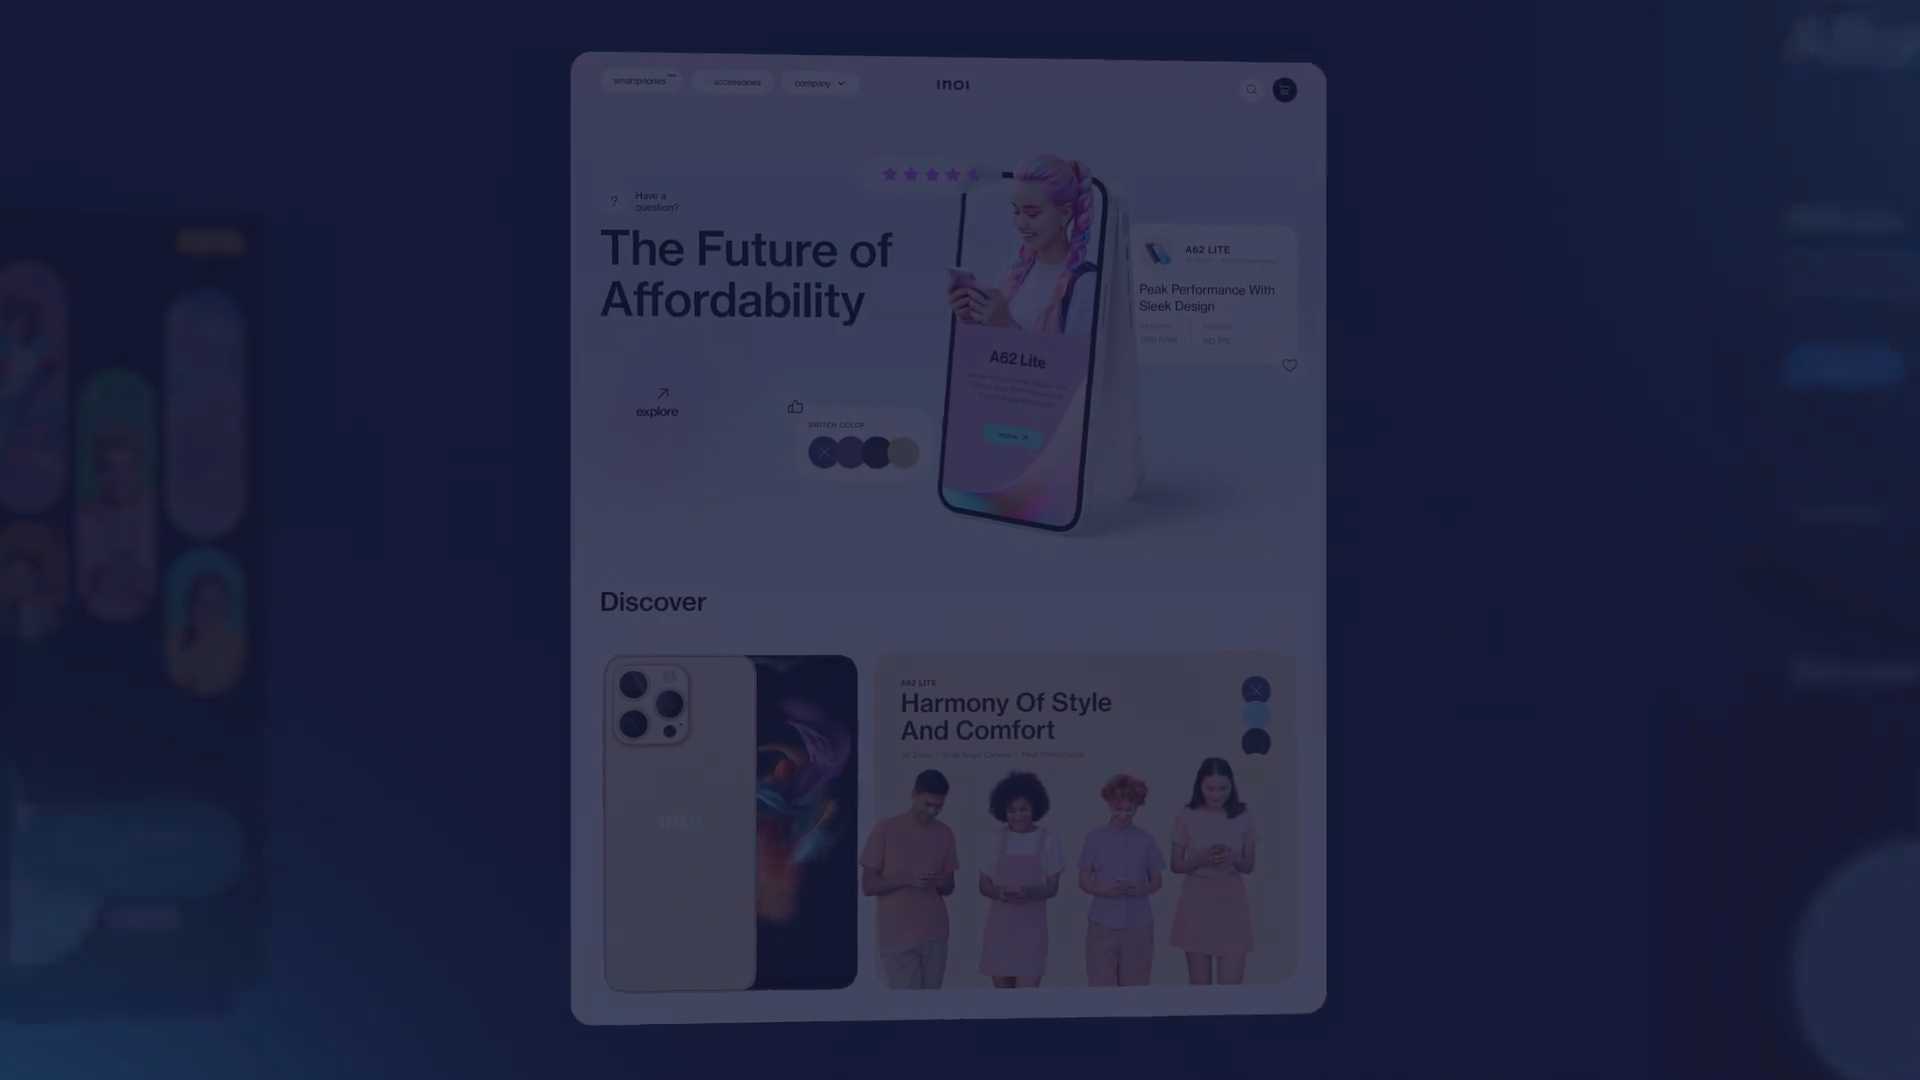 smartphones
accessories
company
INOI
Have a
question?
The Future of
Affordability
explore
SWITCH COLOR
A62 Lite
A62 LITE
Peak Performance With
Sleek Design
Discover
A62 LITE
Harmony Of Style
And Comfort